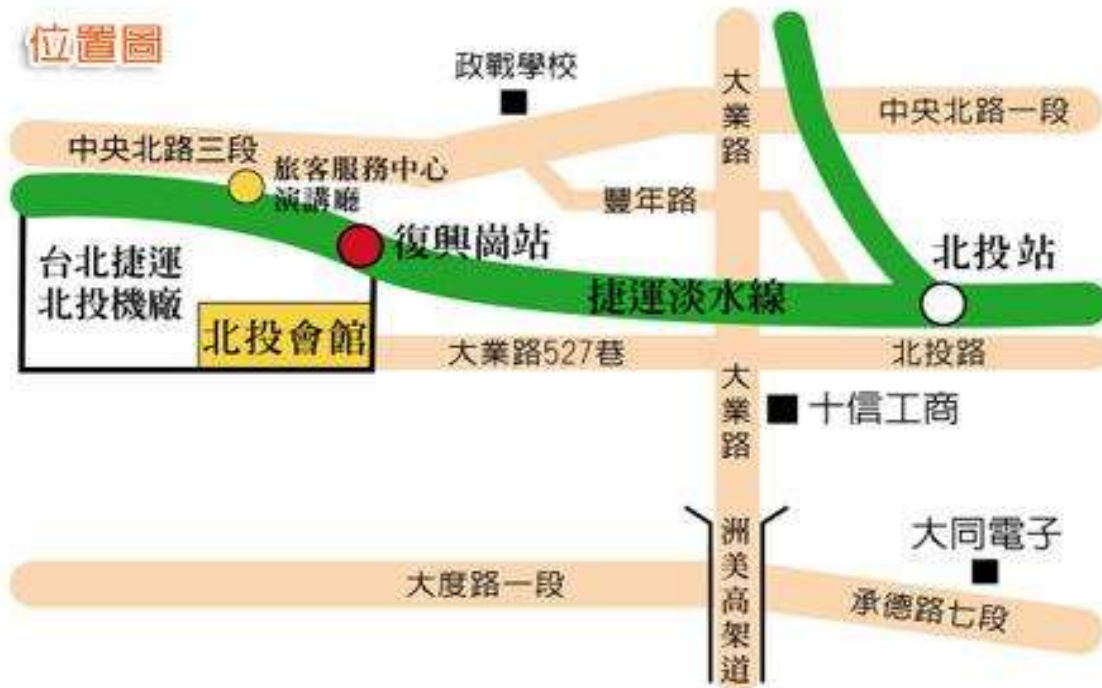 位置圖
政戰學校
大業路
中央北路一段
中央北路三段
旅客服務中心
演講廳
豐年路
復興崗站
北投站
台北捷運
北投機廠
捷運淡水線
北投會館
大業路527巷
北投路
大業路
十信工商
洲美高架道
大同電子
大度路一段
承德路七段